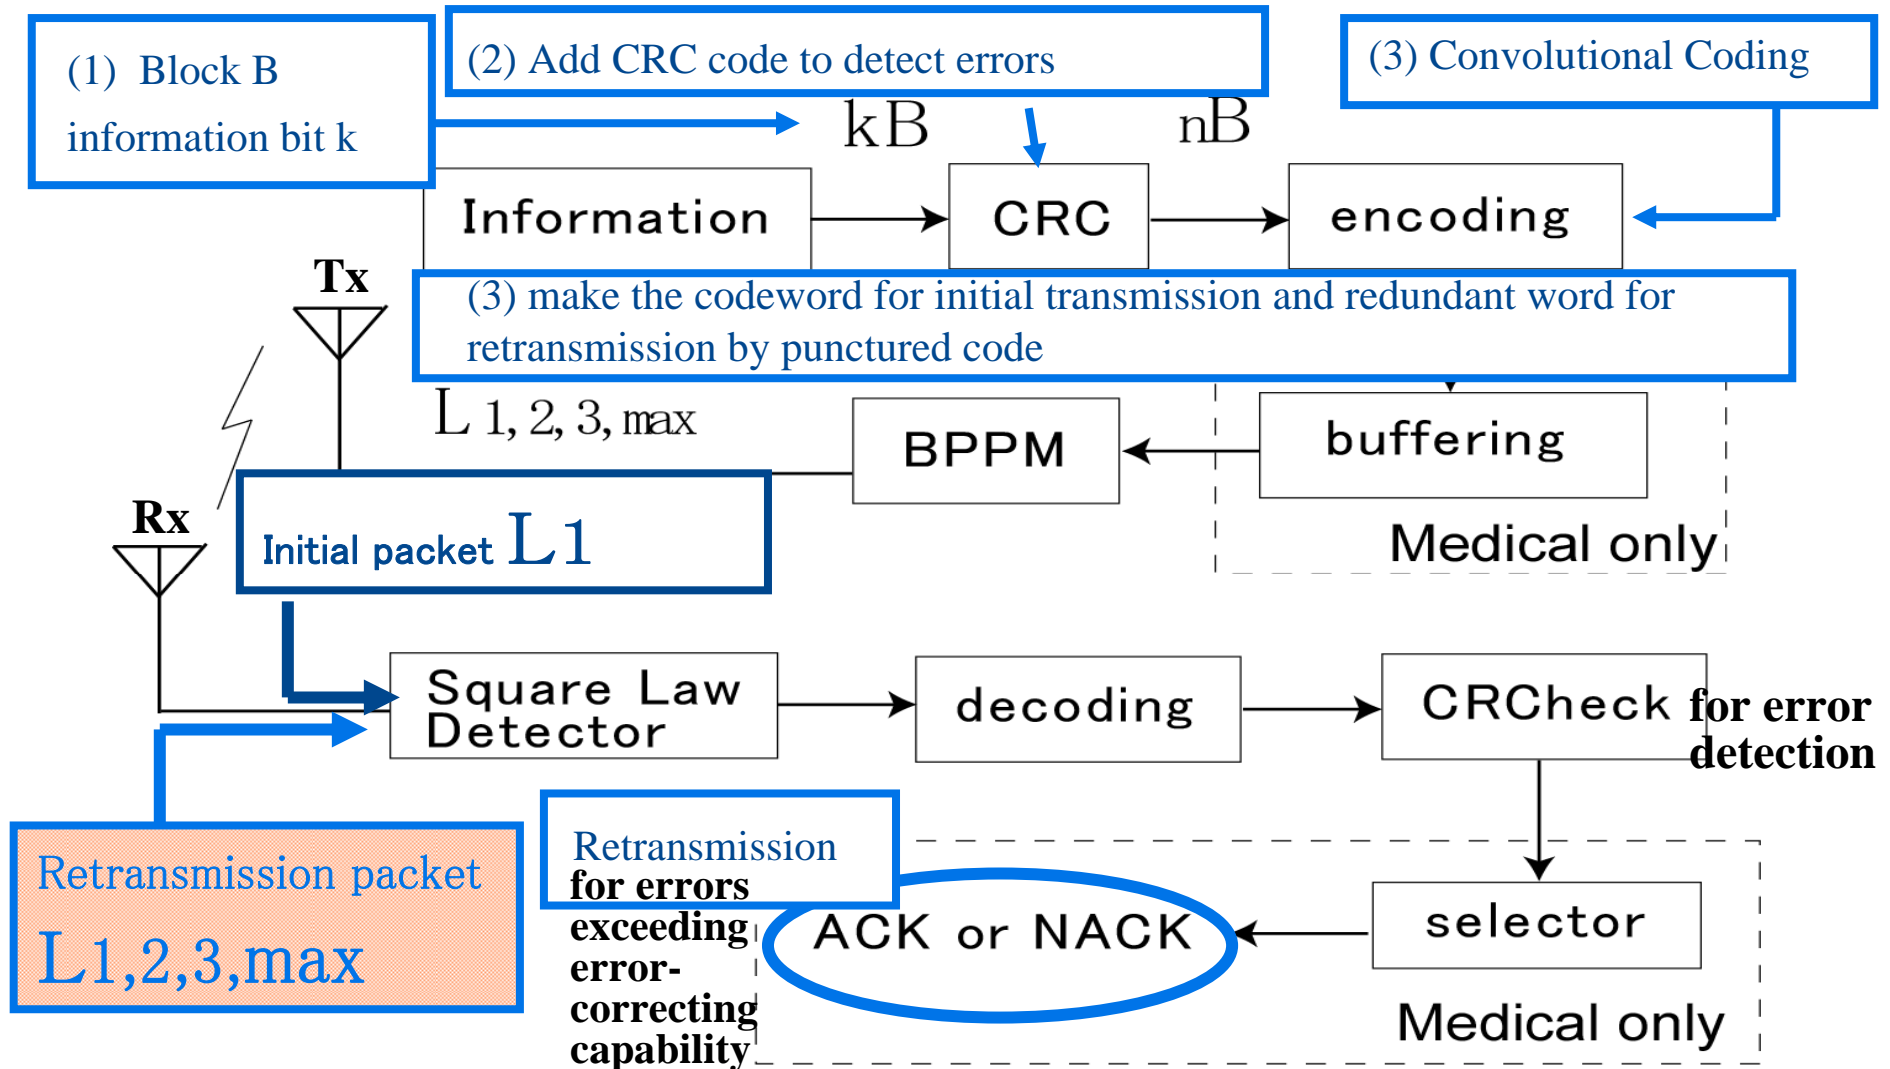 (1) Block B
information bit k
(2) Add CRC code to detect errors
(3) Convolutional Coding
kB
nB
Information
CRC
encoding
Tx
(3) make the codeword for initial transmission and redundant word for
retransmission by punctured code
L 1, 2, 3, max
BPPM
buffering
Medical only
Rx
Initial packet L1
Square Law
Detector
decoding
CRCheck
for error
detection
Retransmission packet
L1,2,3,max
Retransmission
for errors
exceeding
error-
correcting
capability
ACK or NACK
selector
Medical only